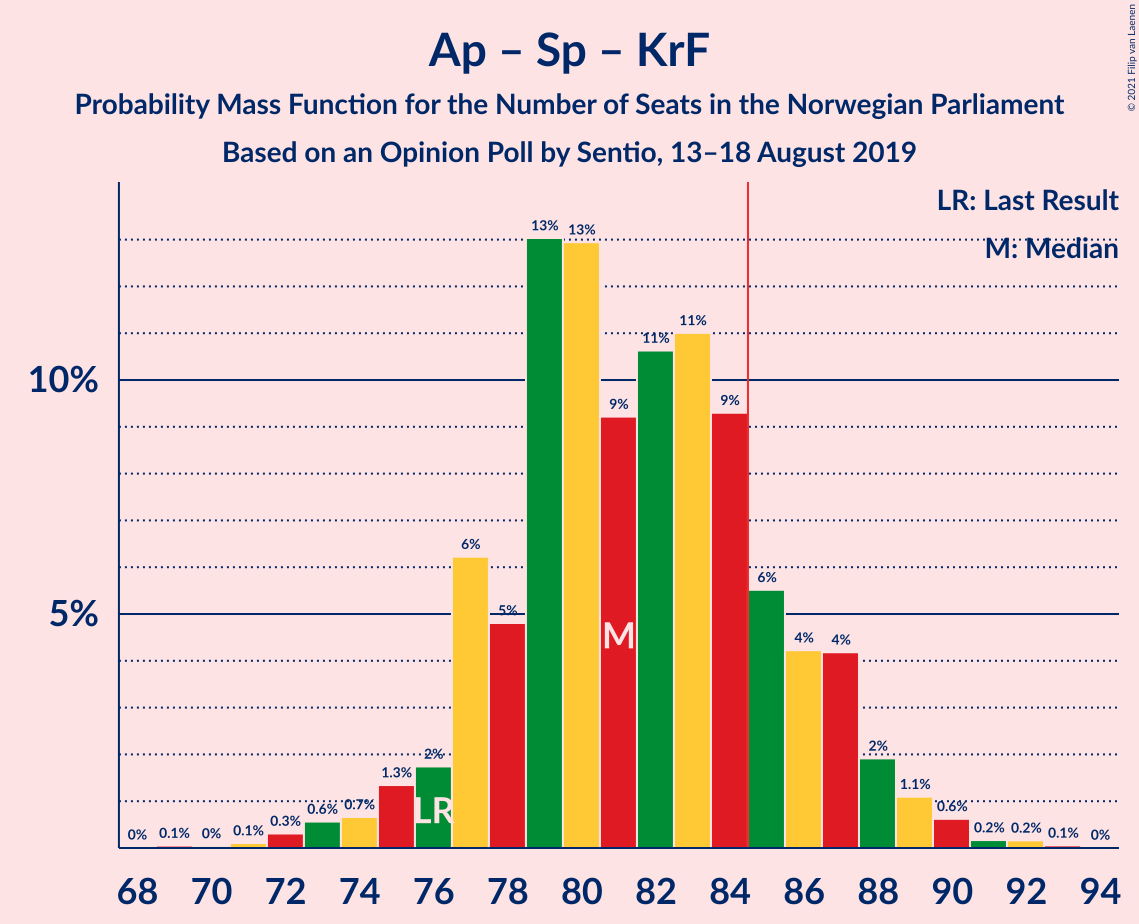 Ap – Sp – KrF
Probability Mass Function for the Number of Seats in the Norwegian Parliament
Based on an Opinion Poll by Sentio, 13–18 August 2019
© 2021 Filip van Laenen
LR: Last Result
M: Median
10%
5%
0% 0.1% 0% 0.1% 0.3% 0.6% 0.7% 1.3% 2% 6% 5% 13% 13% 9% 11% 11% 9% 6% 4% 4% 2% 1.1% 0.6% 0.2% 0.2% 0.1% 0%
M
LR
68 70 72 74 76 78 80 82 84 86 88 90 92 94